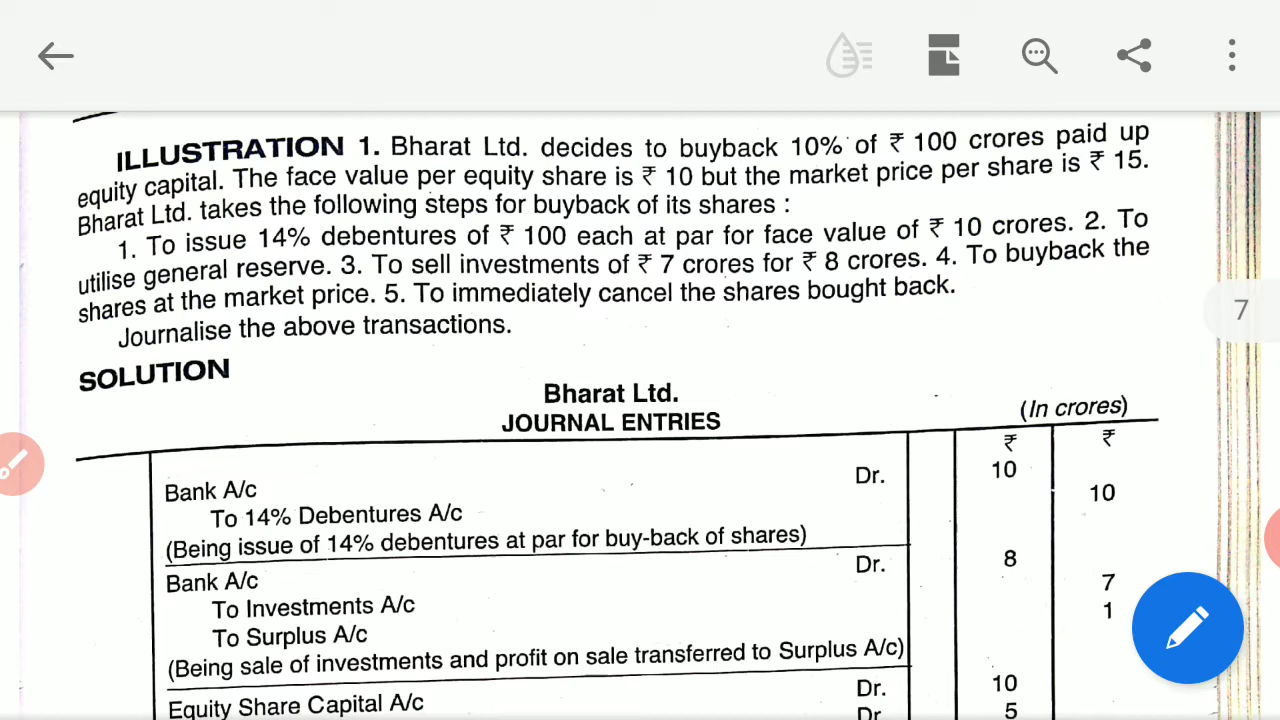 ILLUSTRATION 1. Bharat Ltd. decides to buyback 10% of ₹ 100 crores paid up
equity capital. The face value per equity share is ₹ 10 but the market price per share is ₹ 15.
Bharat Ltd. takes the following steps for buyback of its shares :
1. To issue 14% debentures of ₹ 100 each at par for face value of ₹ 10 crores. 2. To
utilise general reserve. 3. To sell investments of ₹ 7 crores for ₹ 8 crores. 4. To buyback the
shares at the market price. 5. To immediately cancel the shares bought back.
Journalise the above transactions.
7
SOLUTION
Bharat Ltd.
JOURNAL ENTRIES
(In crores)
₹ ₹
Bank A/c Dr. 10
To 14% Debentures A/c 10
(Being issue of 14% debentures at par for buy-back of shares)
Bank A/c Dr. 8
To Investments A/c 7
To Surplus A/c 1
(Being sale of investments and profit on sale transferred to Surplus A/c)
Equity Share Capital A/c Dr. 10
Dr. 5